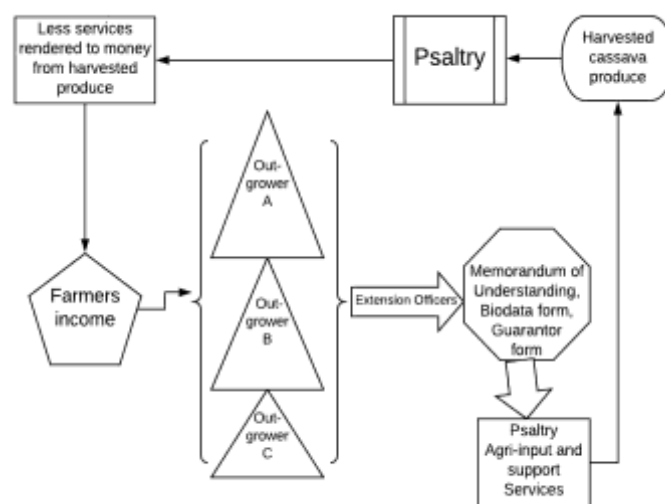 Less services
rendered to money
from harvested
produce
Psaltry
Harvested
cassava
produce
Out-
grower
A
Farmers
income
Out-
grower
B
Extension Officers
Memorandum of
Understanding,
Biodata form,
Guarantor
form
Out-
grower
C
Psaltry
Agri-input and
support
Services